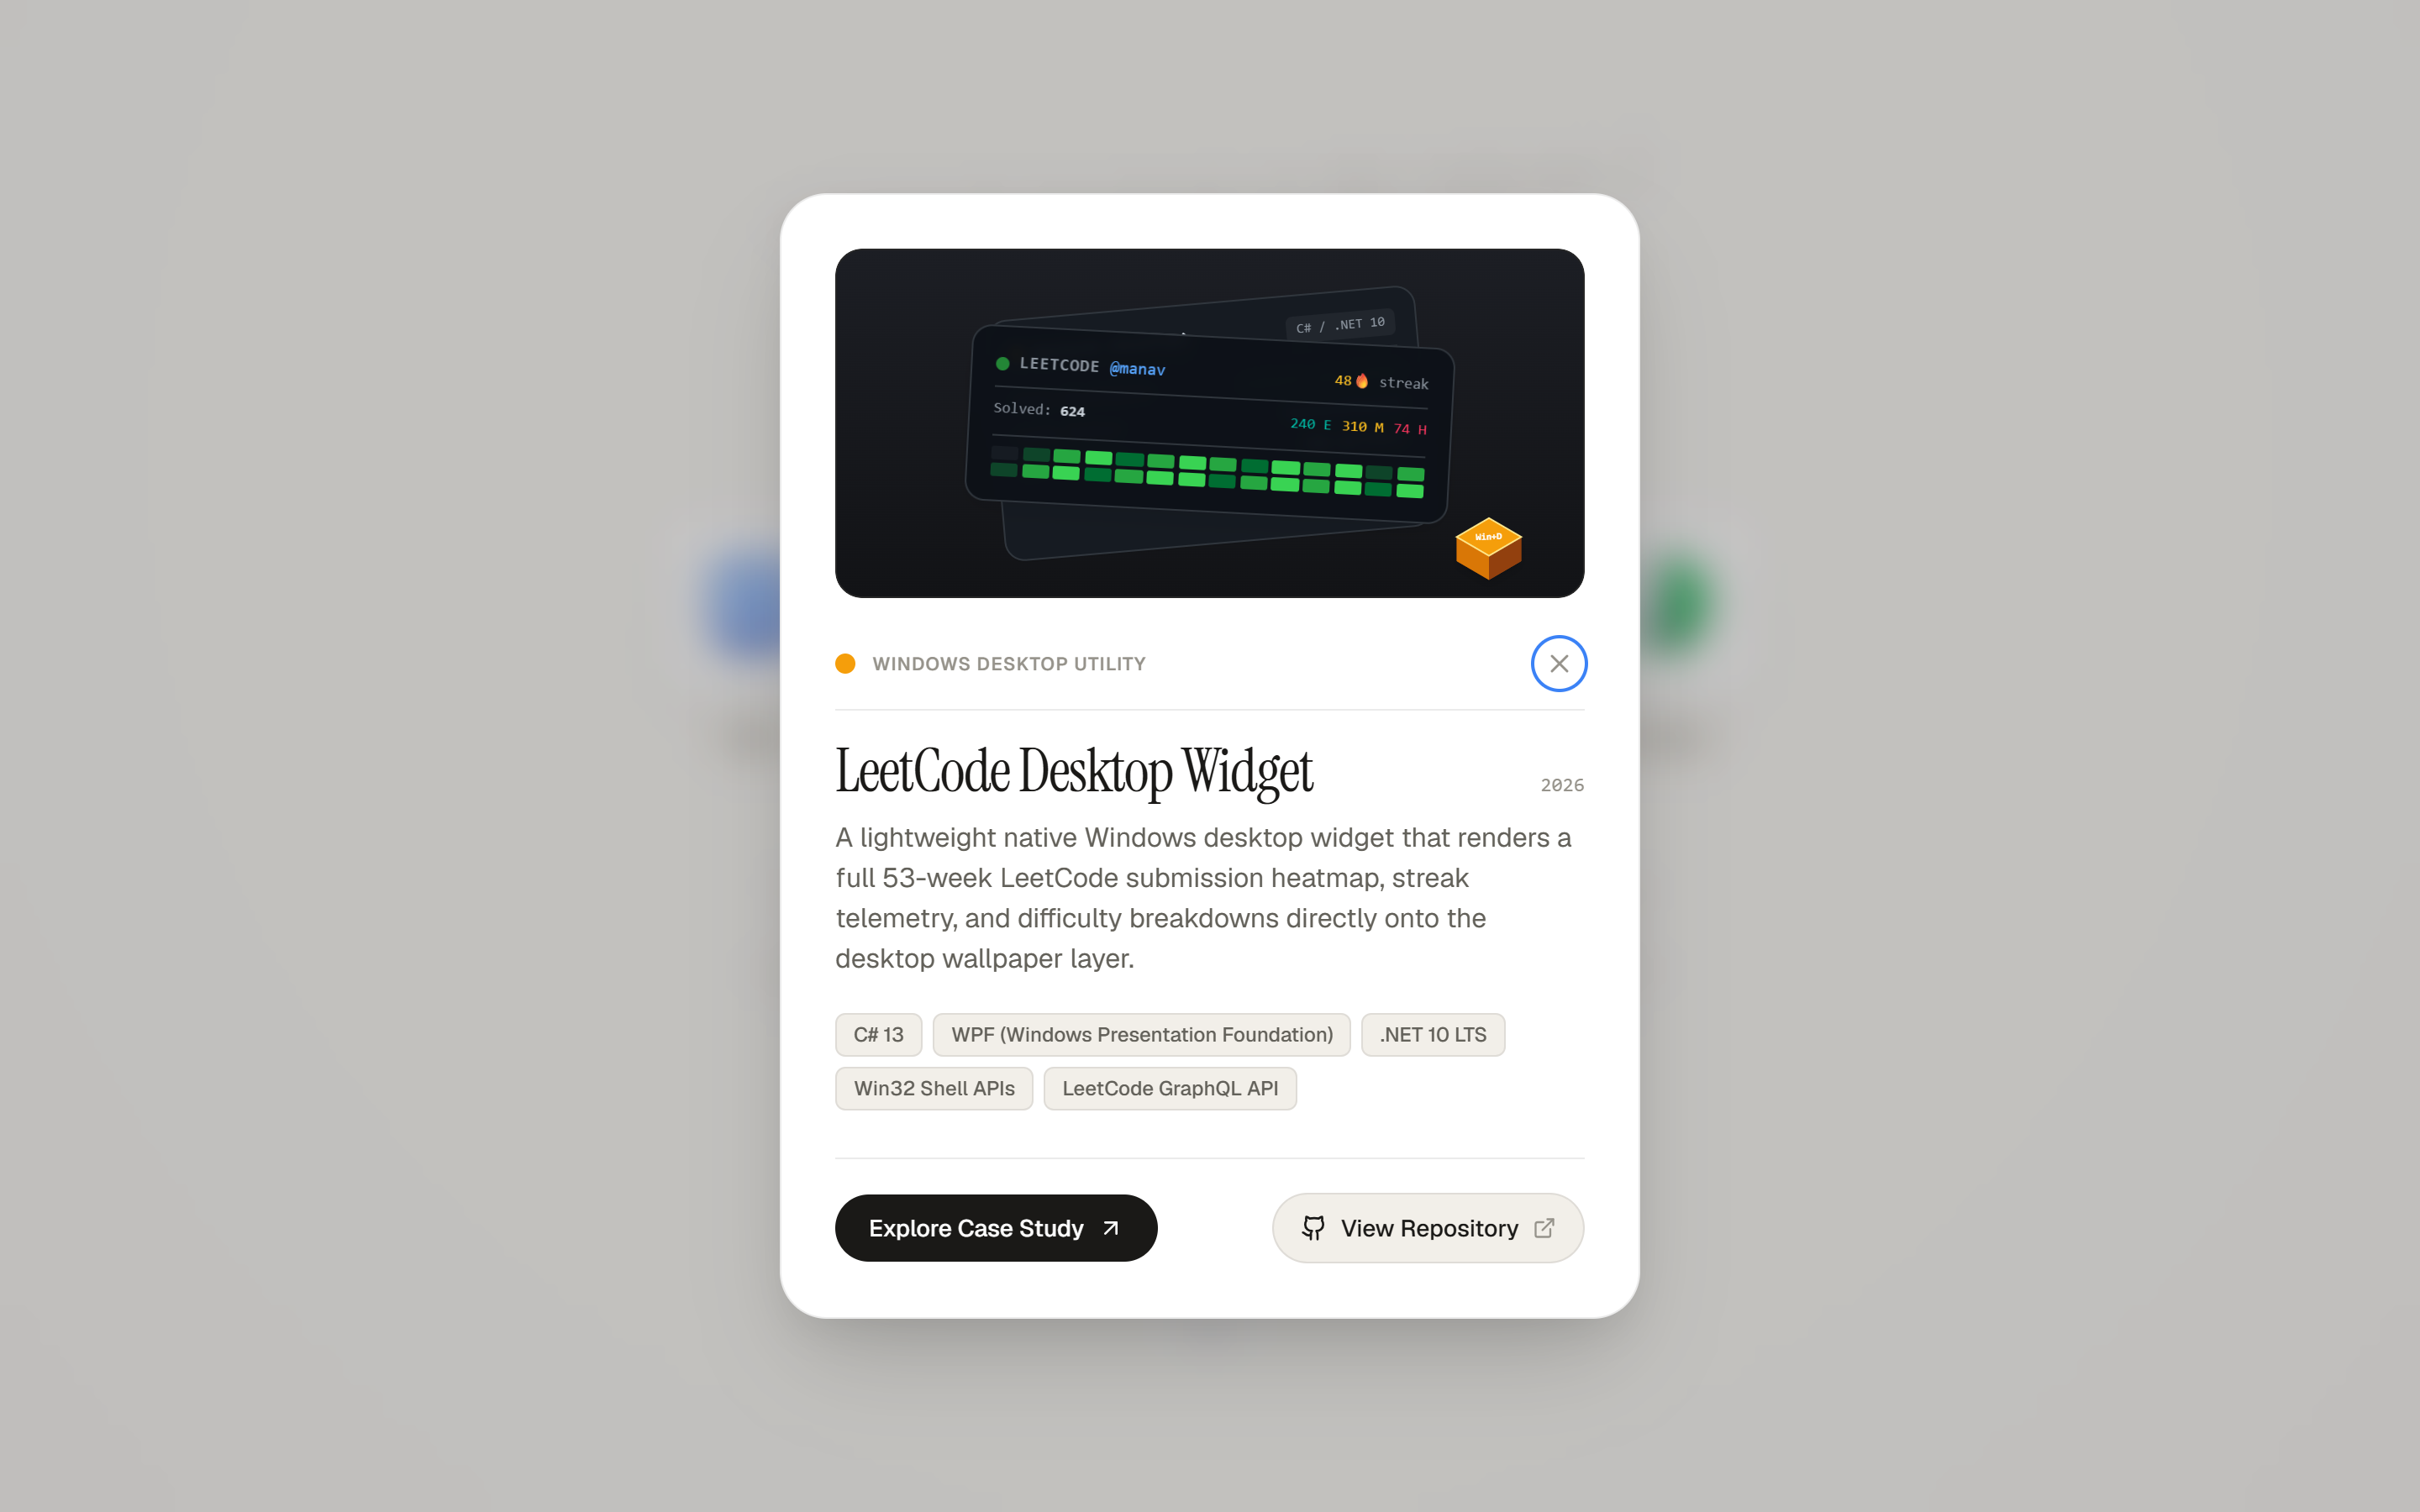 C# / .NET 10
LEETCODE @manav
48🔥 streak
Solved: 624
240 E 310 M 74 H
Win+D
WINDOWS DESKTOP UTILITY
LeetCode Desktop Widget
2026
A lightweight native Windows desktop widget that renders a
full 53-week LeetCode submission heatmap, streak
telemetry, and difficulty breakdowns directly onto the
desktop wallpaper layer.
C# 13
WPF (Windows Presentation Foundation)
.NET 10 LTS
Win32 Shell APIs
LeetCode GraphQL API
Explore Case Study
View Repository